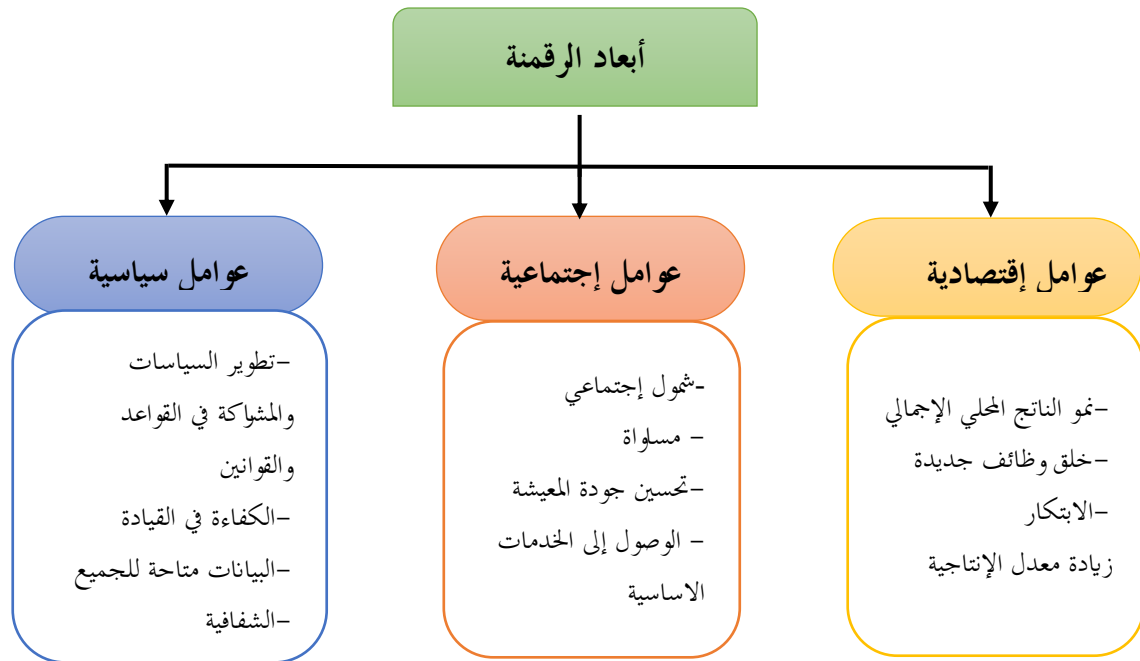 أبعاد الرقمنة
عوامل إقتصادية
–نمو الناتج المحلي الإجمالي
–خلق وظائف جديدة
–الابتكار
زيادة معدل الإنتاجية
عوامل إجتماعية
-شمول إجتماعي
– مسلواة
–تحسين جودة المعيشة
– الوصول إلى الخدمات
الاساسية
عوامل سياسية
–تطوير السياسات
والمشلوكة في القواعد
والقوانين
–الكفاءة في القيادة
–البيانات متاحة للجميع
–الشفافية